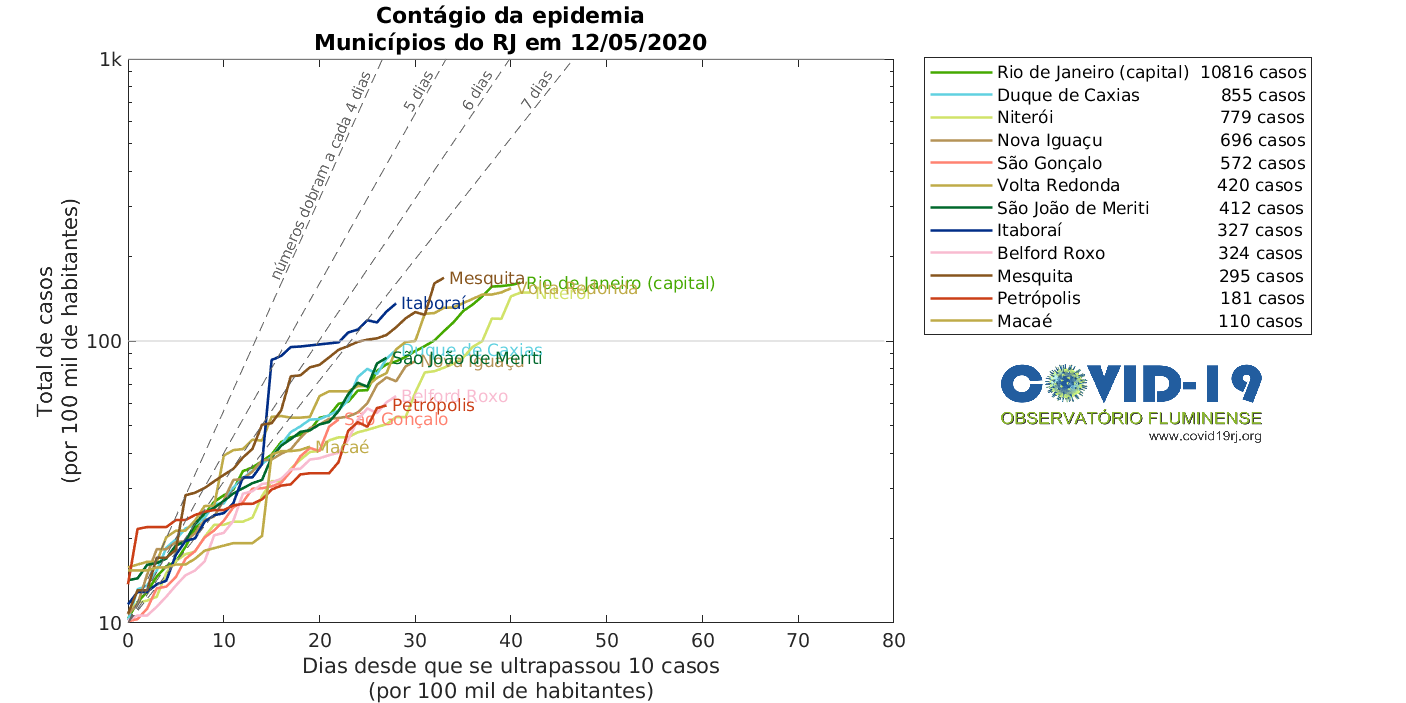 Contágio da epidemia
Municípios do RJ em 12/05/2020
Total de casos
(por 100 mil de habitantes)
1k
100
10
números dobram a cada 4 dias
5 dias
6 dias
7 dias
Mesquita
Rio de Janeiro (capital)
Volta Redonda
Niterói
Itaboraí
Duque de Caxias
São João de Meriti
Nova Iguaçu
Belford Roxo
Petrópolis
São Gonçalo
Macaé
0 10 20 30 40 50 60 70 80
Dias desde que se ultrapassou 10 casos
(por 100 mil de habitantes)
Rio de Janeiro (capital) 10816 casos
Duque de Caxias 855 casos
Niterói 779 casos
Nova Iguaçu 696 casos
São Gonçalo 572 casos
Volta Redonda 420 casos
São João de Meriti 412 casos
Itaboraí 327 casos
Belford Roxo 324 casos
Mesquita 295 casos
Petrópolis 181 casos
Macaé 110 casos
COVID-19
OBSERVATÓRIO FLUMINENSE
www.covid19rj.org